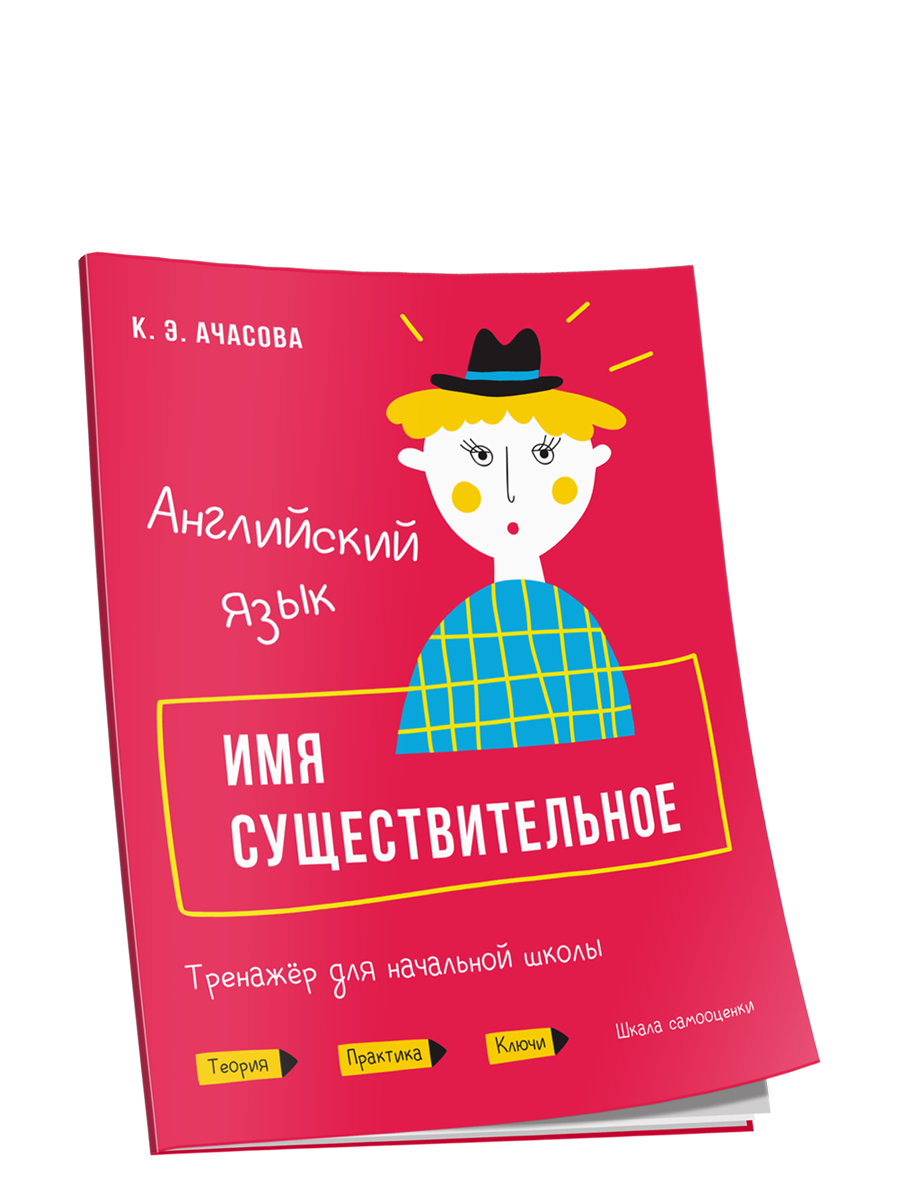 К. Э. АЧАСОВА
Английский
язык
ИМЯ
СУЩЕСТВИТЕЛЬНОЕ
Тренажёр для начальной школы
Теория
Практика
Ключи
Шкала самооценки